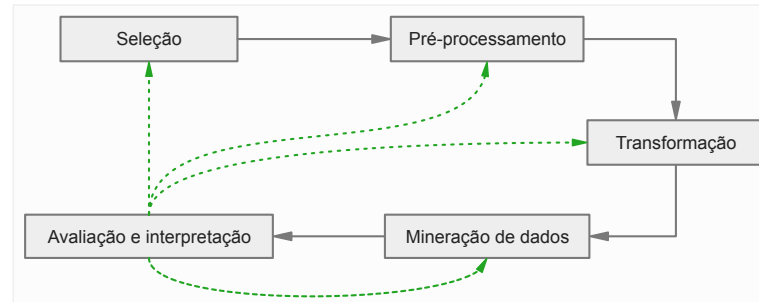 Seleção
Pré-processamento
Transformação
Avaliação e interpretação
Mineração de dados